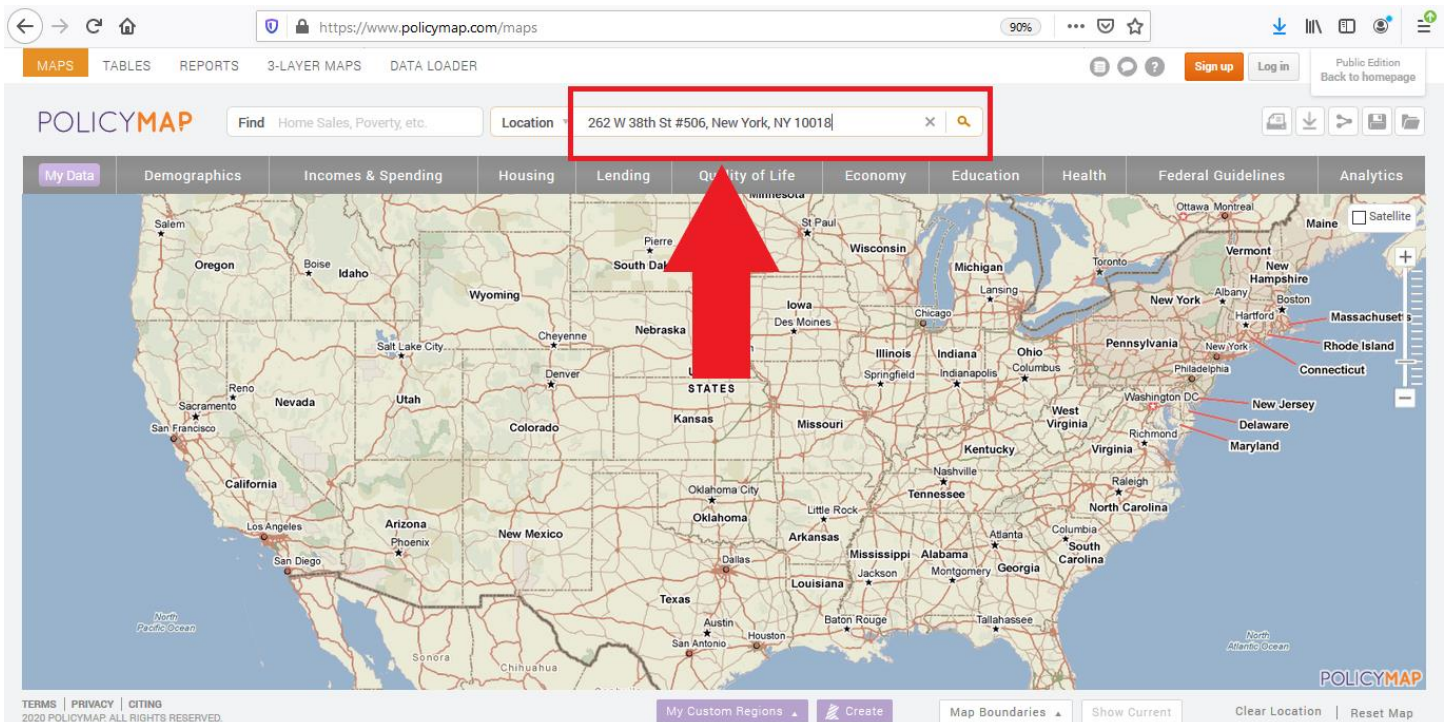 https://www.policymap.com/maps
90%
MAPS TABLES REPORTS 3-LAYER MAPS DATA LOADER
Sign up Log in Public Edition
Back to homepage
POLICYMAP Find Home Sales, Poverty, etc. Location 262 W 38th St #506, New York, NY 10018
My Data Demographics Incomes & Spending Housing Lending Quality of Life Economy Education Health Federal Guidelines Analytics
Minnesota
Ottawa Montreal
Salem St Paul Maine Satellite
Pierre Wisconsin Vermont
Oregon Boise Idaho South Dak Michigan Toronto New
Hampshire
Wyoming Lansing New York Albany Boston
Iowa Chicago Hartford Massachusetts
Nebraska Des Moines
Cheyenne
Salt Lake City Pennsylvania New York Rhode Island
Illinois Indiana Ohio
Denver Springfield Indianapolis Columbus Philadelphia Connecticut
Reno STATES
Sacramento Nevada Utah Washington DC New Jersey
San Francisco Colorado Kansas Missouri West
Virginia Delaware
Richmond
Kentucky Virginia Maryland
Nashville
California Oklahoma City Tennessee Raleigh
North Carolina
Los Angeles Arizona New Mexico Oklahoma Little Rock Columbia
Phoenix Arkansas Atlanta South
Carolina
San Diego Dallas Mississippi Alabama
Jackson Montgomery Georgia
Louisiana
Texas
North
Pacific Ocean Austin Baton Rouge Tallahassee
San Antonio Houston North
Atlantic Ocean
Sonora Chihuahua
POLICYMAP
TERMS | PRIVACY | CITING
2020 POLICYMAP. ALL RIGHTS RESERVED. My Custom Regions Create Map Boundaries Show Current Clear Location | Reset Map